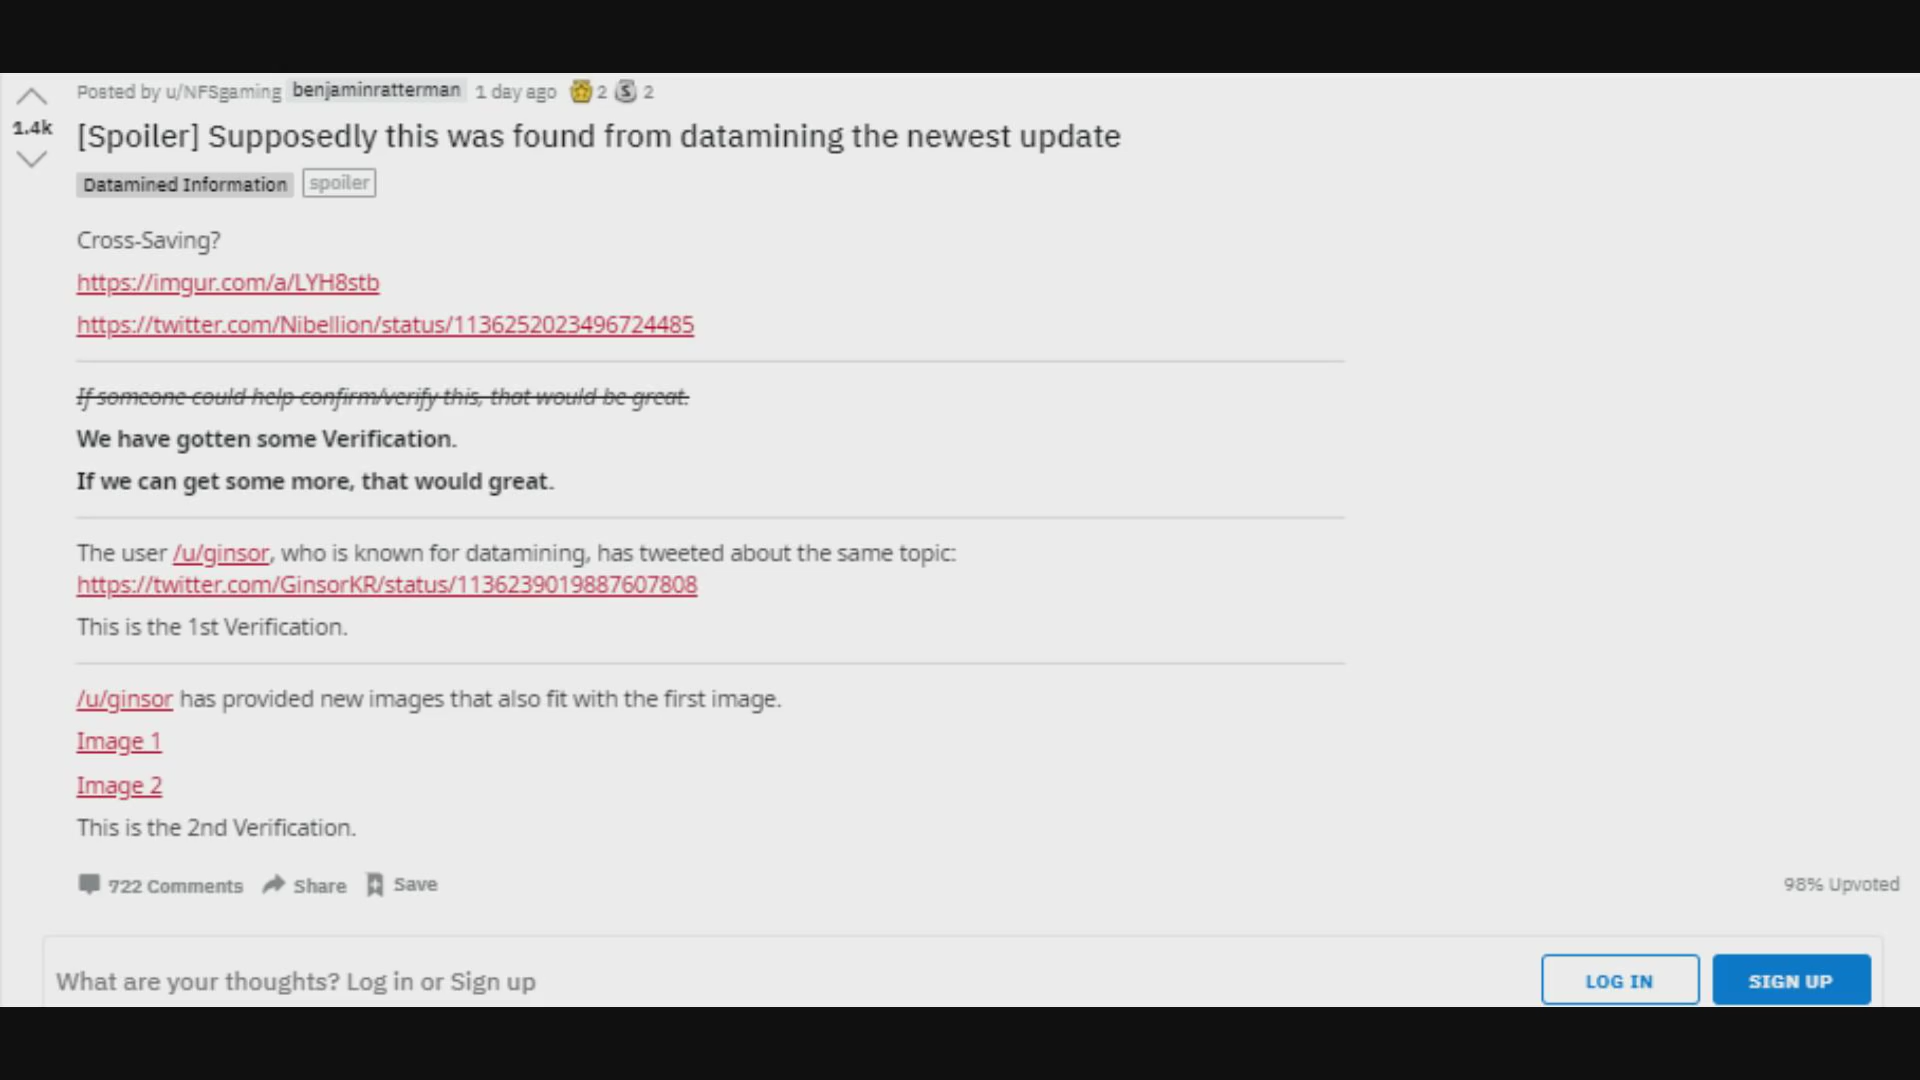 Posted by u/NFSgaming benjaminratterman 1 day ago 2 2
1.4k
[Spoiler] Supposedly this was found from datamining the newest update
Datamined Information spoiler
Cross-Saving?
https://imgur.com/a/LYH8stb
https://twitter.com/Nibellion/status/1136252023496724485
If someone could help confirm/verify this, that would be great.
We have gotten some Verification.
If we can get some more, that would great.
The user /u/ginsor, who is known for datamining, has tweeted about the same topic:
https://twitter.com/GinsorKR/status/1136239019887607808
This is the 1st Verification.
/u/ginsor has provided new images that also fit with the first image.
Image 1
Image 2
This is the 2nd Verification.
722 Comments Share Save 98% Upvoted
What are your thoughts? Log in or Sign up LOG IN SIGN UP